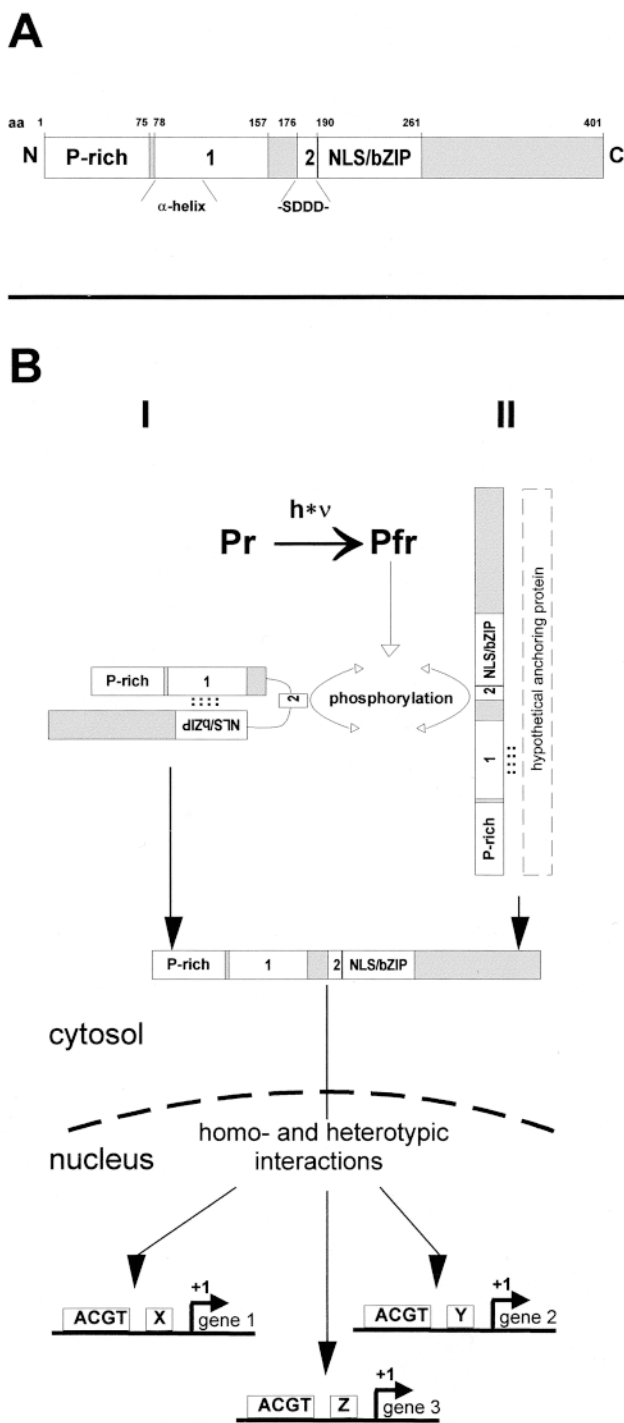 A
aa 1 75 78 157 176 190 261 401
N P-rich 1 2 NLS/bZIP C
α-helix -SDDD-
B
I II
h*ν
Pr Pfr
P-rich 1
2
NLS/bZIP
phosphorylation
P-rich 1 2 NLS/bZIP
hypothetical anchoring protein
P-rich 1 2 NLS/bZIP
cytosol
nucleus
homo- and heterotypic
interactions
ACGT X +1 gene 1
ACGT Y +1 gene 2
ACGT Z +1 gene 3